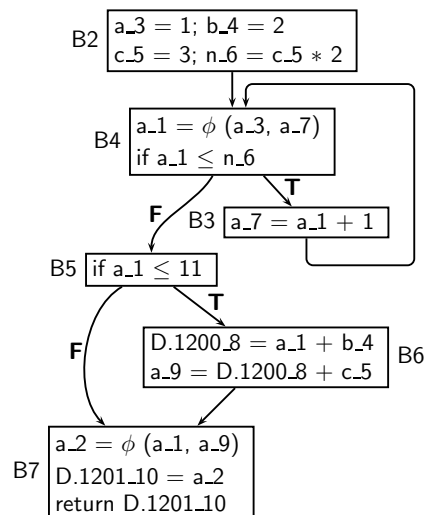 B2
a_3 = 1; b_4 = 2
c_5 = 3; n_6 = c_5 * 2
B4
a_1 = ϕ (a_3, a_7)
if a_1 ≤ n_6
T
F
B3
a_7 = a_1 + 1
B5
if a_1 ≤ 11
T
F
D.1200_8 = a_1 + b_4
a_9 = D.1200_8 + c_5
B6
B7
a_2 = ϕ (a_1, a_9)
D.1201_10 = a_2
return D.1201_10